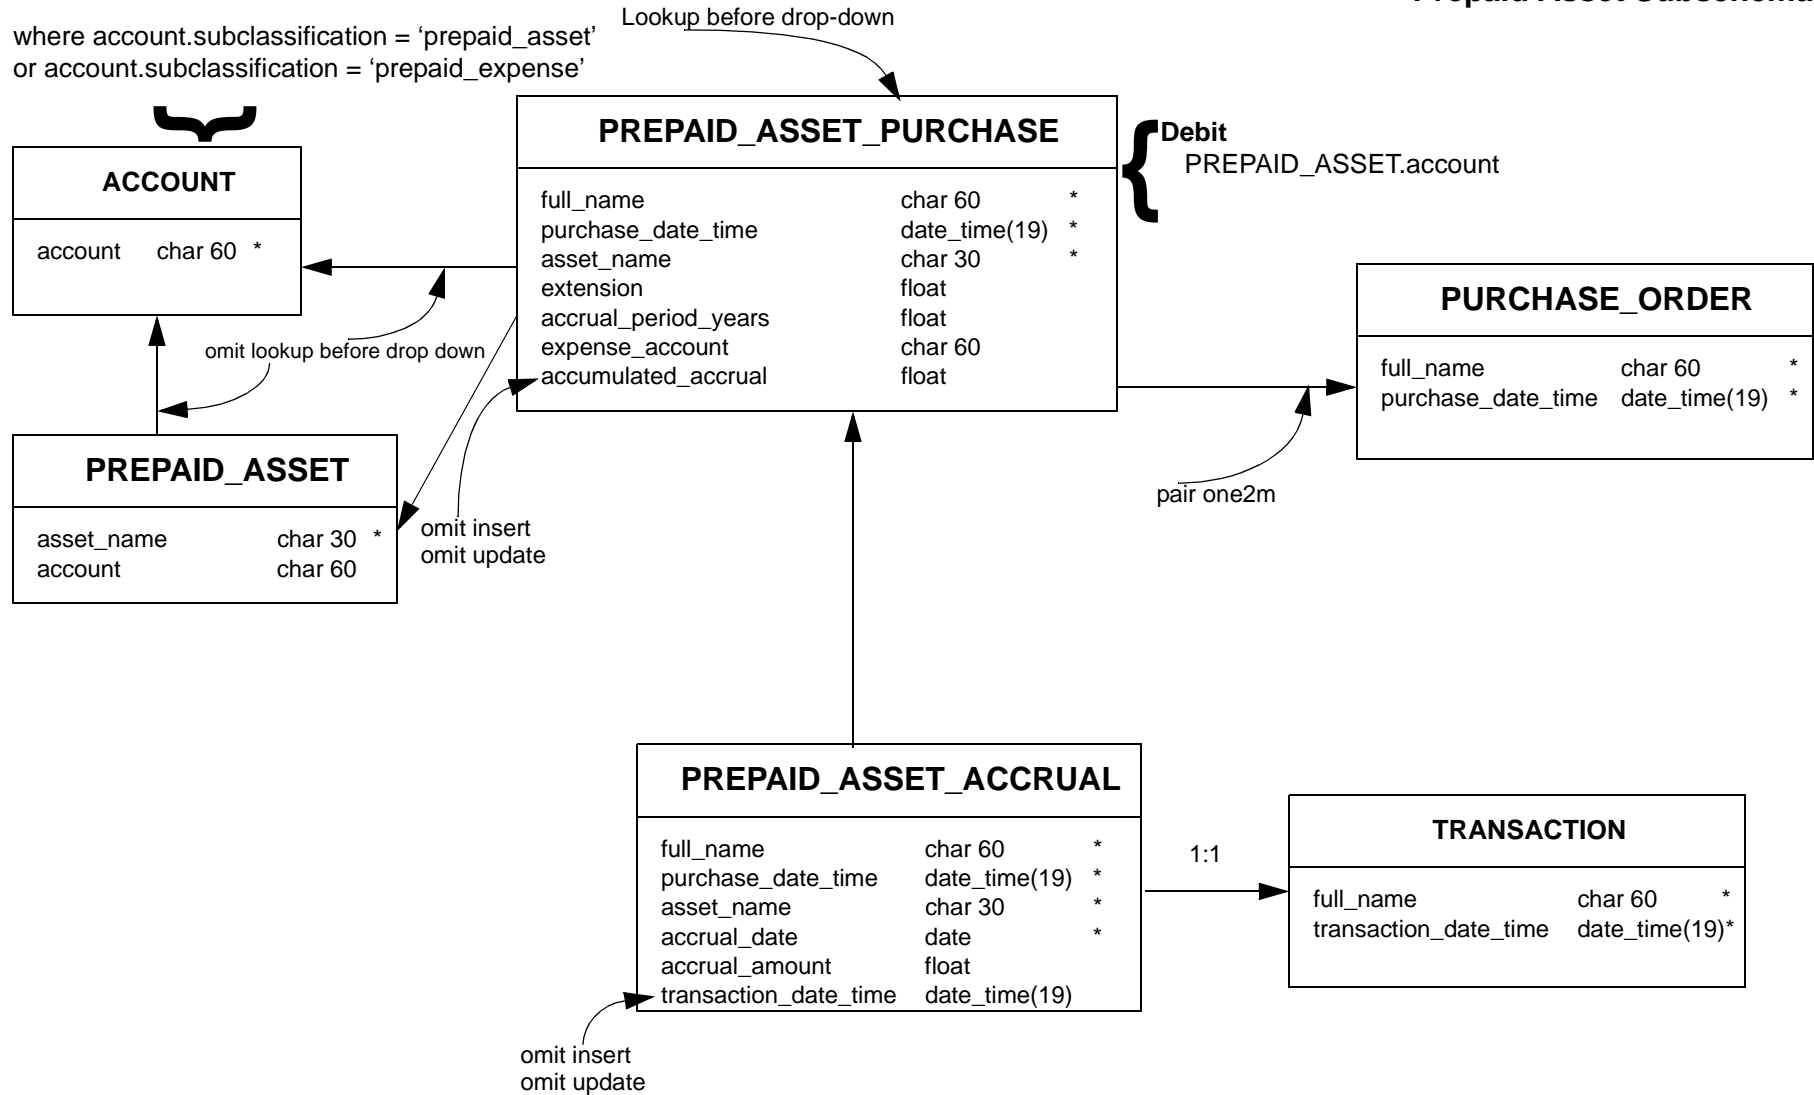 Prepaid Asset Subschema
Lookup before drop-down
where account.subclassification = ‘prepaid_asset’
or account.subclassification = ‘prepaid_expense’
PREPAID_ASSET_PURCHASE
full_name char 60 *
purchase_date_time date_time(19) *
asset_name char 30 *
extension float
accrual_period_years float
expense_account char 60
accumulated_accrual float
{ Debit
PREPAID_ASSET.account
ACCOUNT
account char 60 *
omit lookup before drop down
PURCHASE_ORDER
full_name char 60 *
purchase_date_time date_time(19) *
pair one2m
PREPAID_ASSET
asset_name char 30 *
account char 60
omit insert
omit update
PREPAID_ASSET_ACCRUAL
full_name char 60 *
purchase_date_time date_time(19) *
asset_name char 30 *
accrual_date date *
accrual_amount float
transaction_date_time date_time(19)
1:1
TRANSACTION
full_name char 60 *
transaction_date_time date_time(19)*
omit insert
omit update